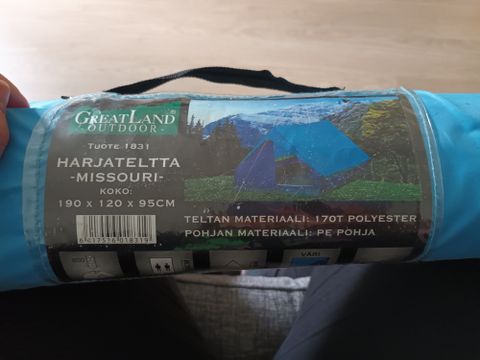 GREATLAND
OUTDOOR
TUOTE 1831
HARJATELTTA
-MISSOURI-
KOKO:
190 x 120 x 95CM
TELTAN MATERIAALI: 170T POLYESTER
POHJAN MATERIAALI: PE POHJA
6417576018319
VÄRI